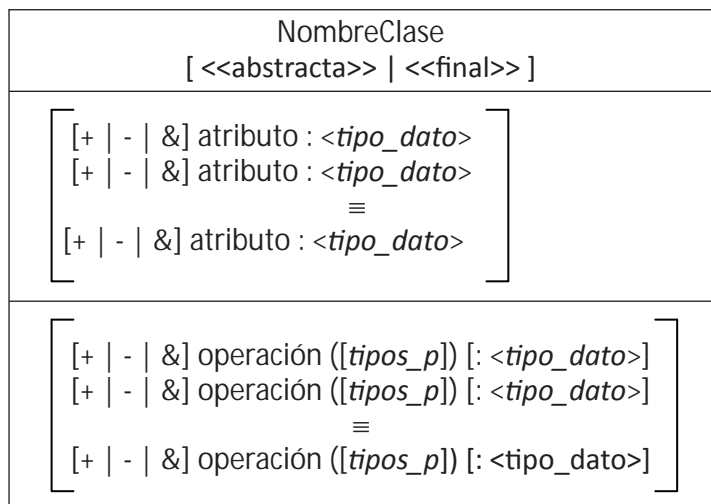 NombreClase
[ <<abstracta>> | <<final>> ]
[+ | - | &] atributo : <tipo_dato>
[+ | - | &] atributo : <tipo_dato>
≡
[+ | - | &] atributo : <tipo_dato>
[+ | - | &] operación ([tipos_p]) [: <tipo_dato>]
[+ | - | &] operación ([tipos_p]) [: <tipo_dato>]
≡
[+ | - | &] operación ([tipos_p]) [: <tipo_dato>]